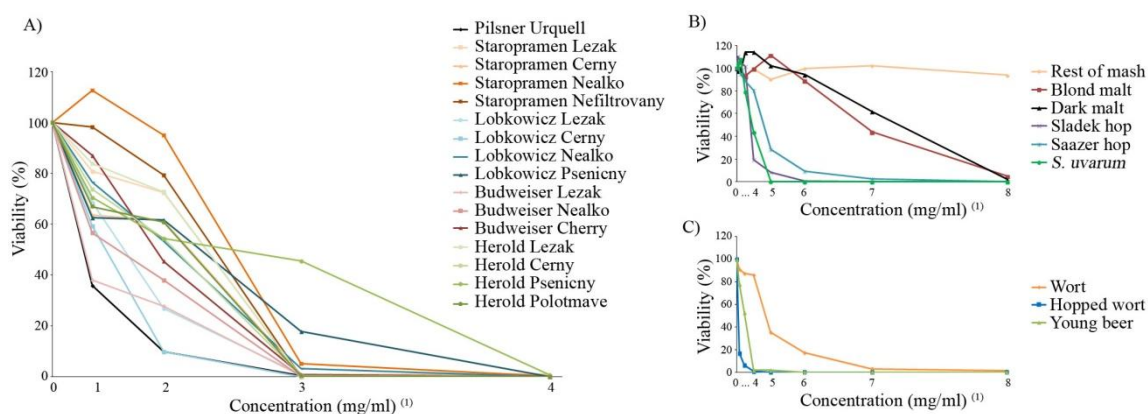 A)
120
100
80
60
40
20
0
Viability (%)
0 1 2 3 4
Concentration (mg/ml) (1)
Pilsner Urquell
Staropramen Lezak
Staropramen Cerny
Staropramen Nealko
Staropramen Nefiltrovany
Lobkowicz Lezak
Lobkowicz Cerny
Lobkowicz Nealko
Lobkowicz Psenicny
Budweiser Lezak
Budweiser Nealko
Budweiser Cherry
Herold Lezak
Herold Cerny
Herold Psenicny
Herold Polotmave
B)
120
100
80
60
40
20
0
Viability (%)
0 ... 4 5 6 7 8
Concentration (mg/ml) (1)
Rest of mash
Blond malt
Dark malt
Sladek hop
Saazer hop
S. uvarum
C)
100
80
60
40
20
0
Viability (%)
0 ... 4 5 6 7 8
Concentration (mg/ml) (1)
Wort
Hopped wort
Young beer